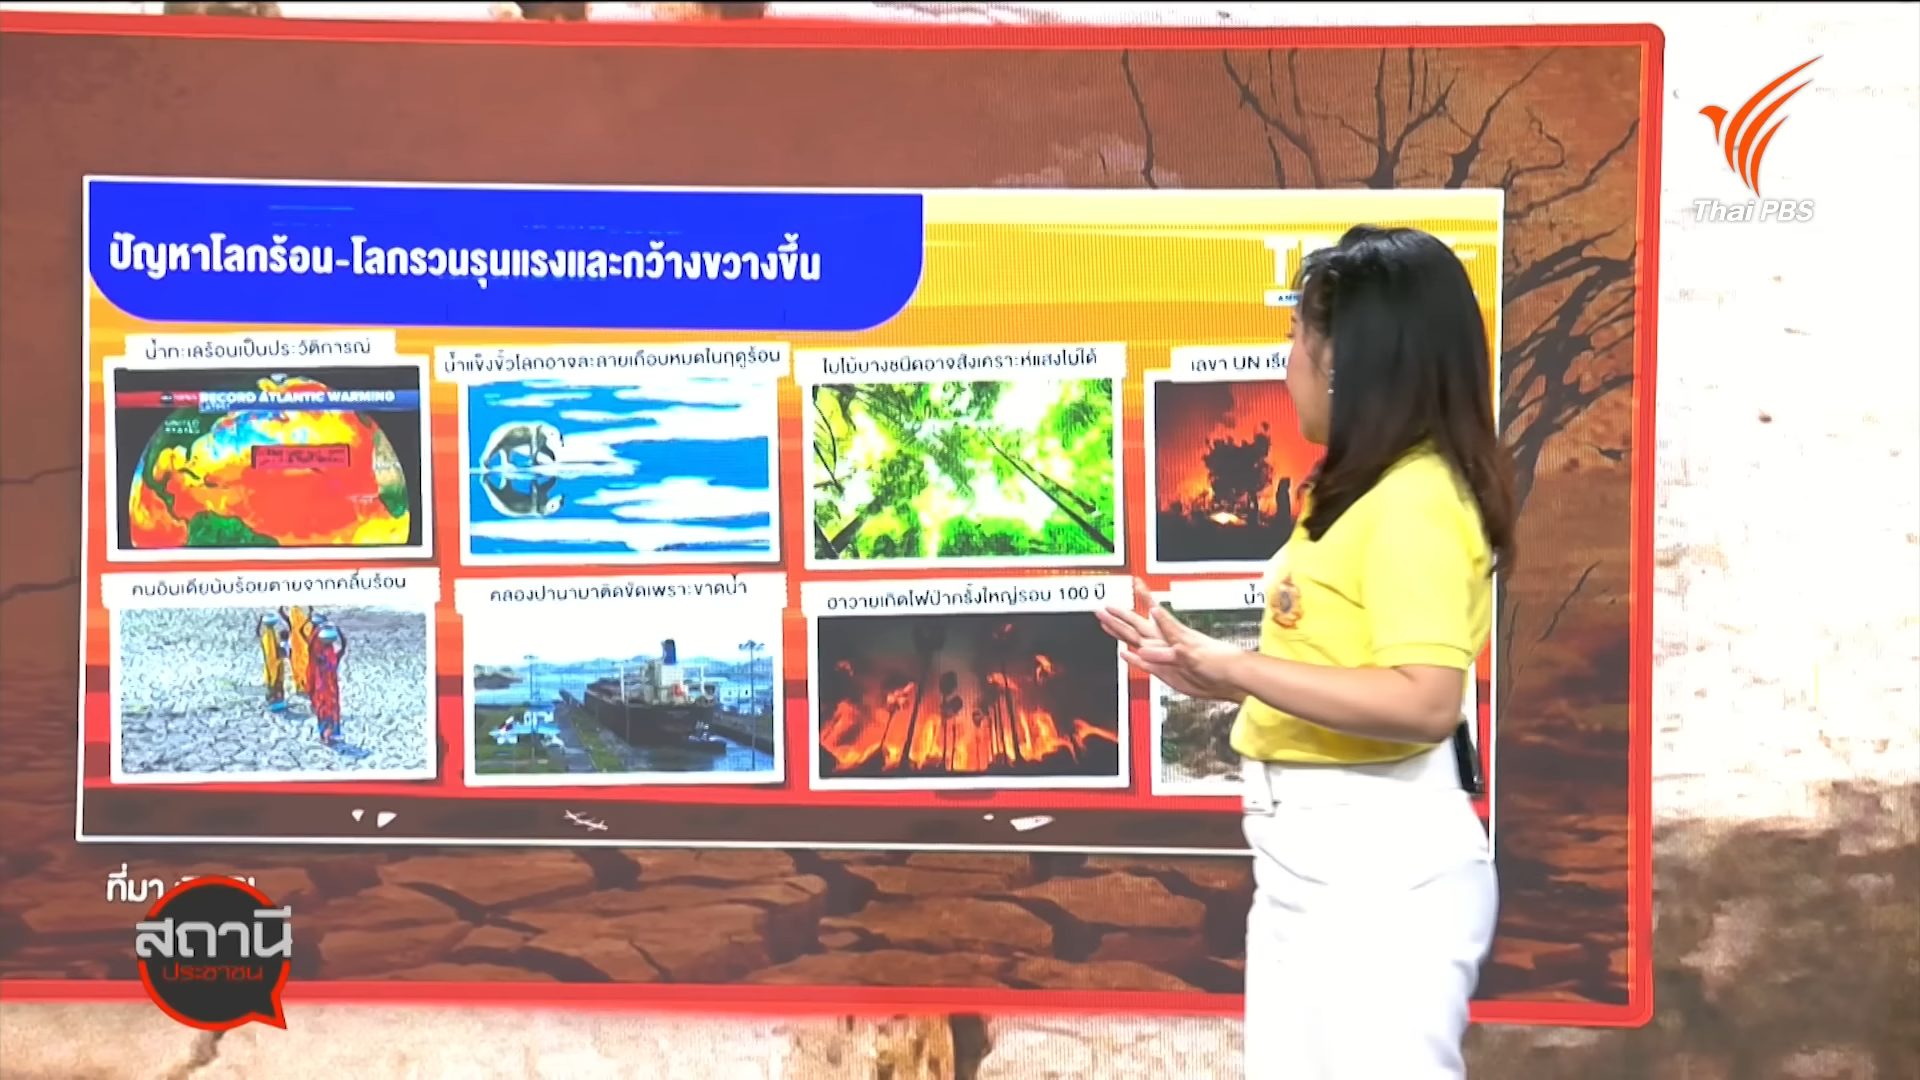 Thai PBS
ปัญหาโลกร้อน-โลกรวนรุนแรงและกว้างขวางขึ้น
น้ำทะเลร้อนเป็นประวัติการณ์
น้ำแข็งขั้วโลกอาจละลายเกือบหมดในฤดูร้อน
ใบไม้บางชนิดอาจสังเคราะห์แสงไม่ได้
เลขา UN
RECORD ATLANTIC WARMING
UNITED STATES
คนอินเดียนับร้อยตายจากคลื่นร้อน
คลองปานามาติดขัดเพราะขาดน้ำ
ฮาวายเกิดไฟป่าครั้งใหญ่รอบ 100 ปี
ที่มา
สถานี
ประชาชน